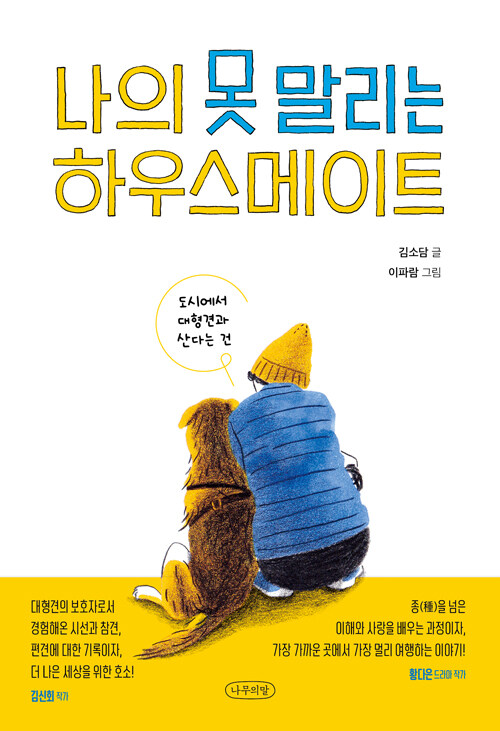 나의 못 말리는
하우스메이트
김소담 글
이파람 그림
도시에서
대형견과
산다는 건
대형견의 보호자로서
경험해온 시선과 참견,
편견에 대한 기록이자,
더 나은 세상을 위한 호소!
김신회 작가
종(種)을 넘은
이해와 사랑을 배우는 과정이자,
가장 가까운 곳에서 가장 멀리 여행하는 이야기!
황다은 드라마 작가
나무의말